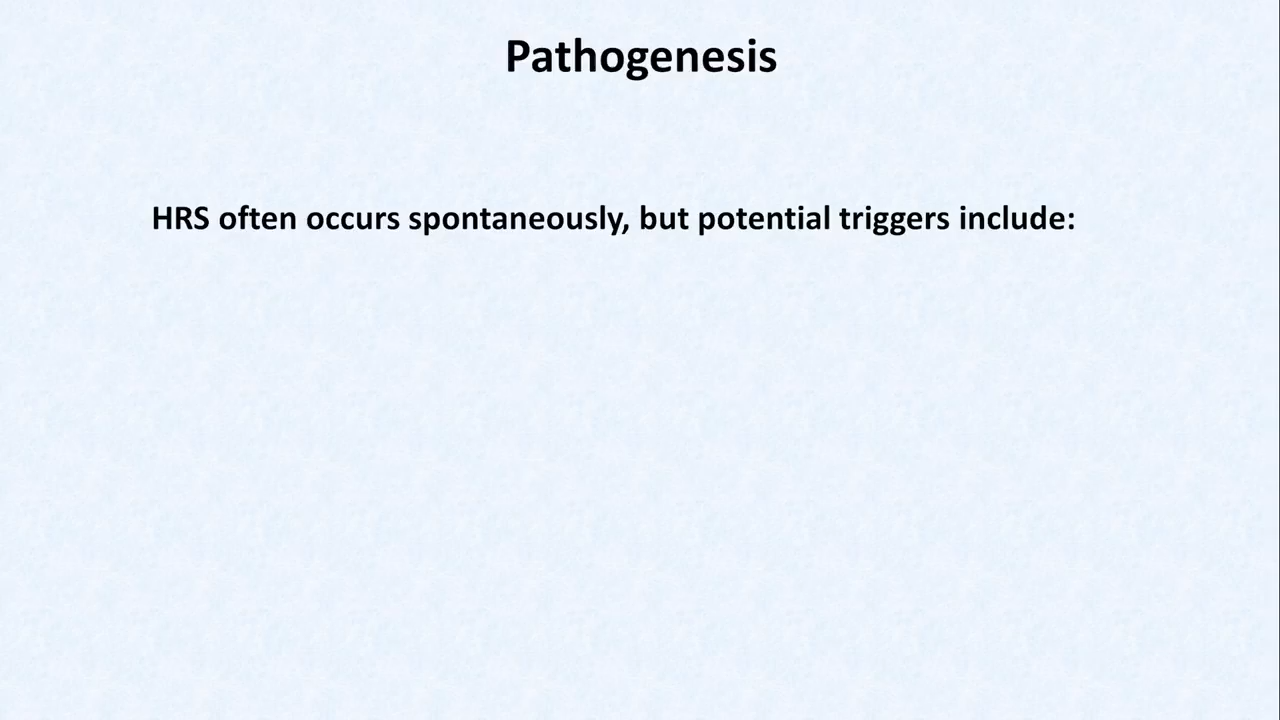 Pathogenesis
HRS often occurs spontaneously, but potential triggers include: